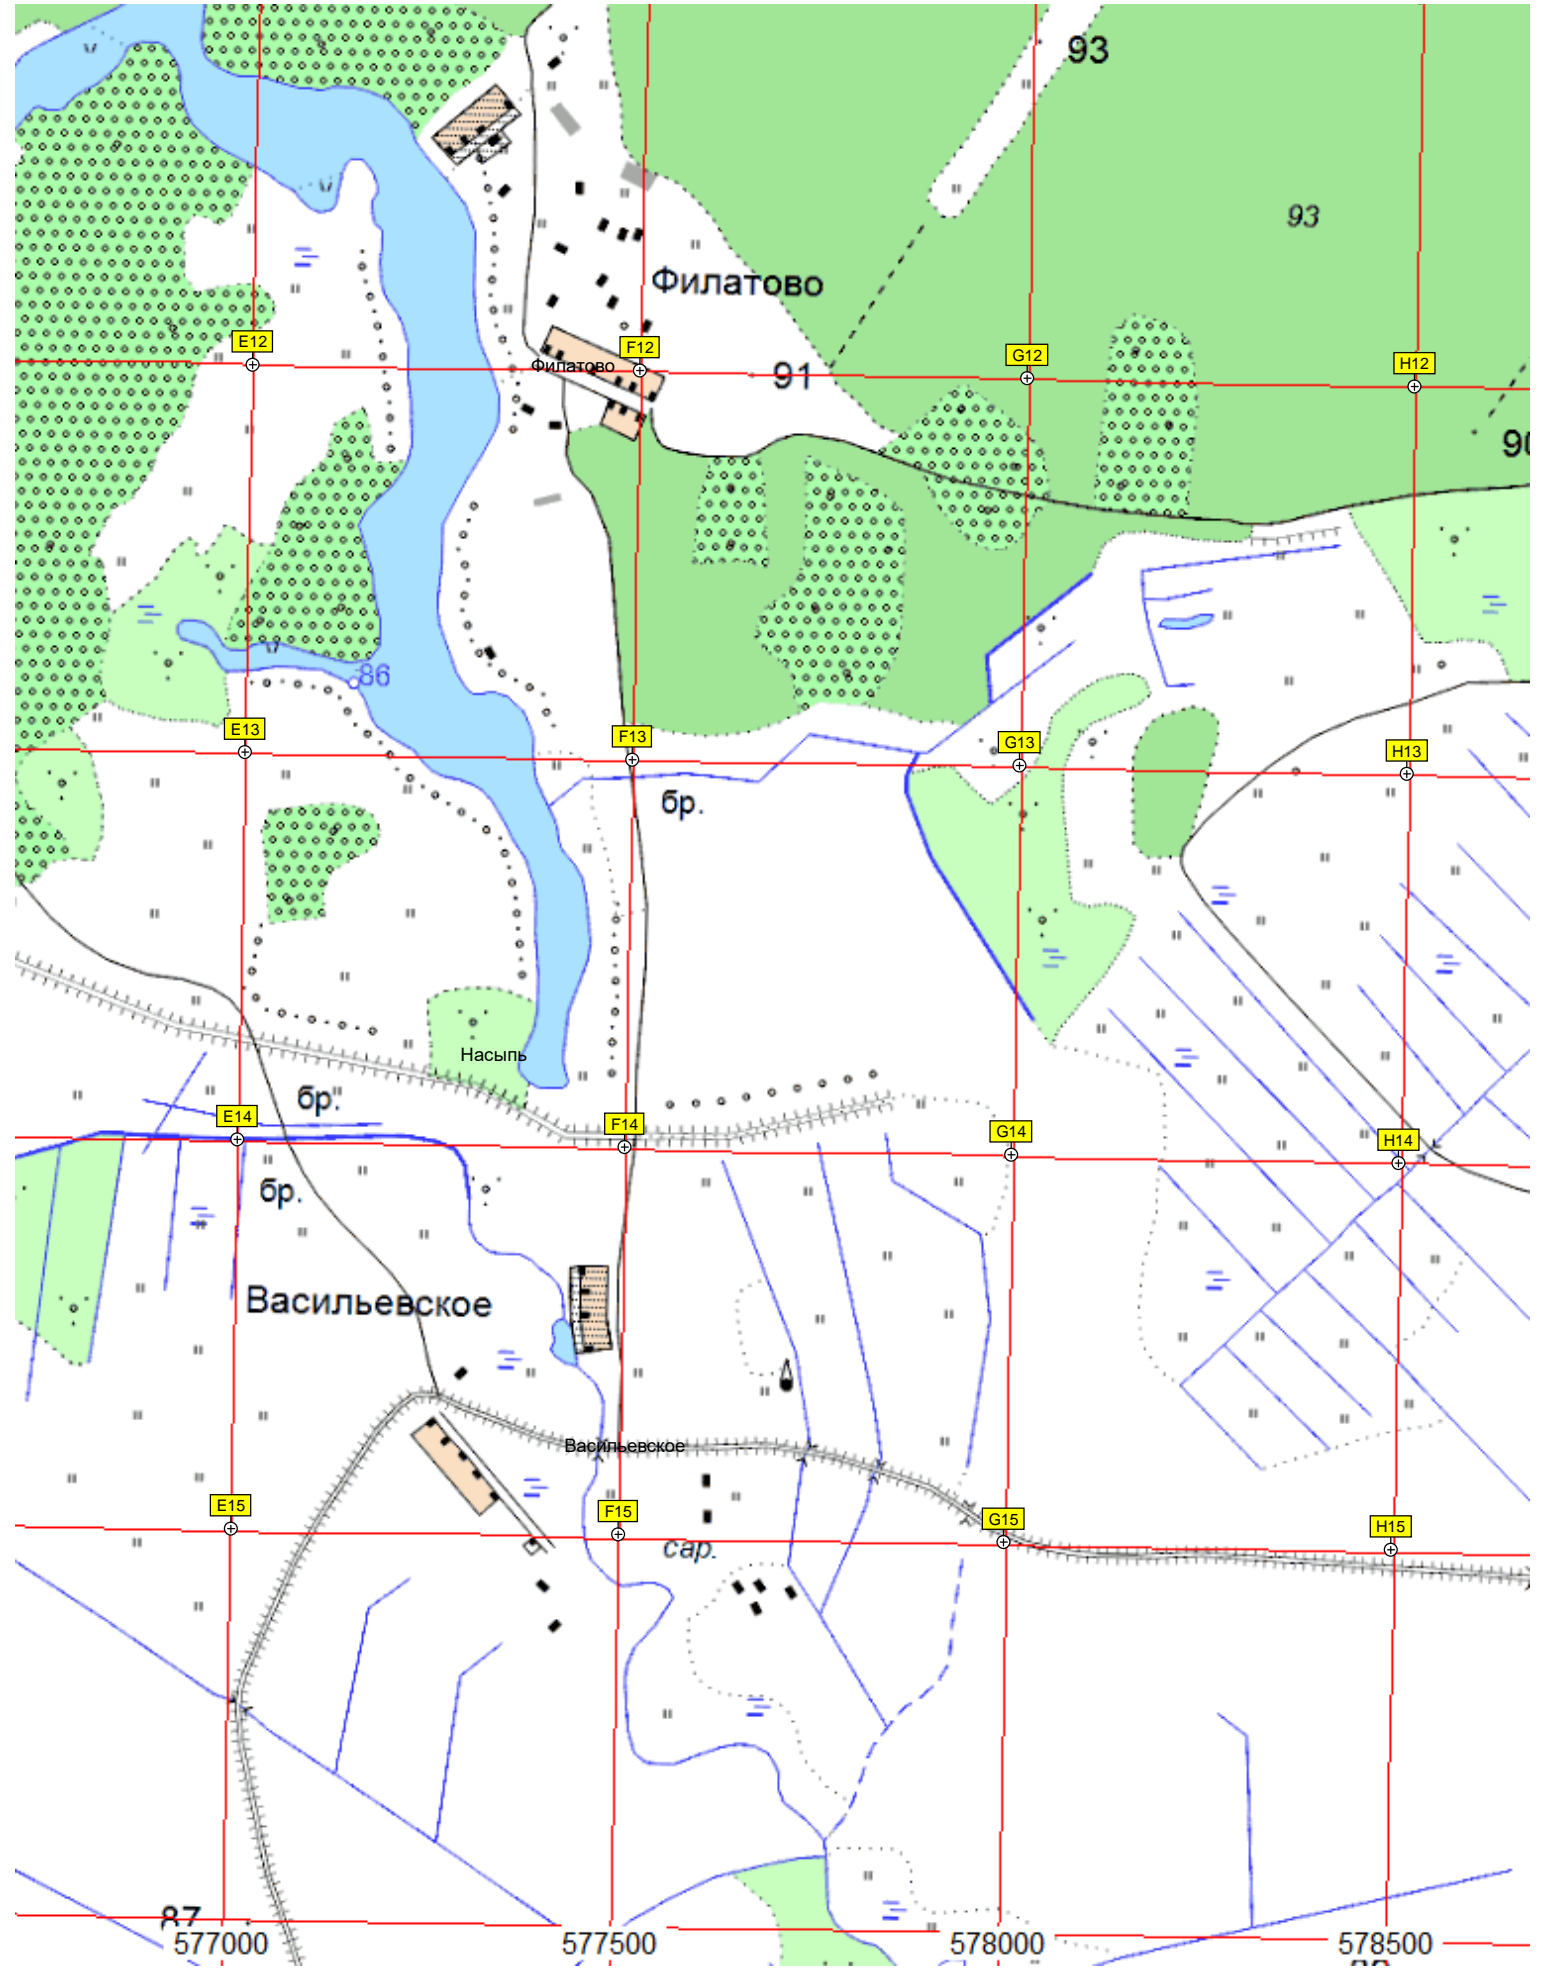 93
93
Филатово
E12
F12
G12
H12
Филатово
91
86
E13
F13
G13
H13
бр.
Насыпь
бр.
E14
F14
G14
H14
бр.
Васильевское
Васильевское
E15
F15
G15
H15
сар.
87
577000
577500
578000
578500